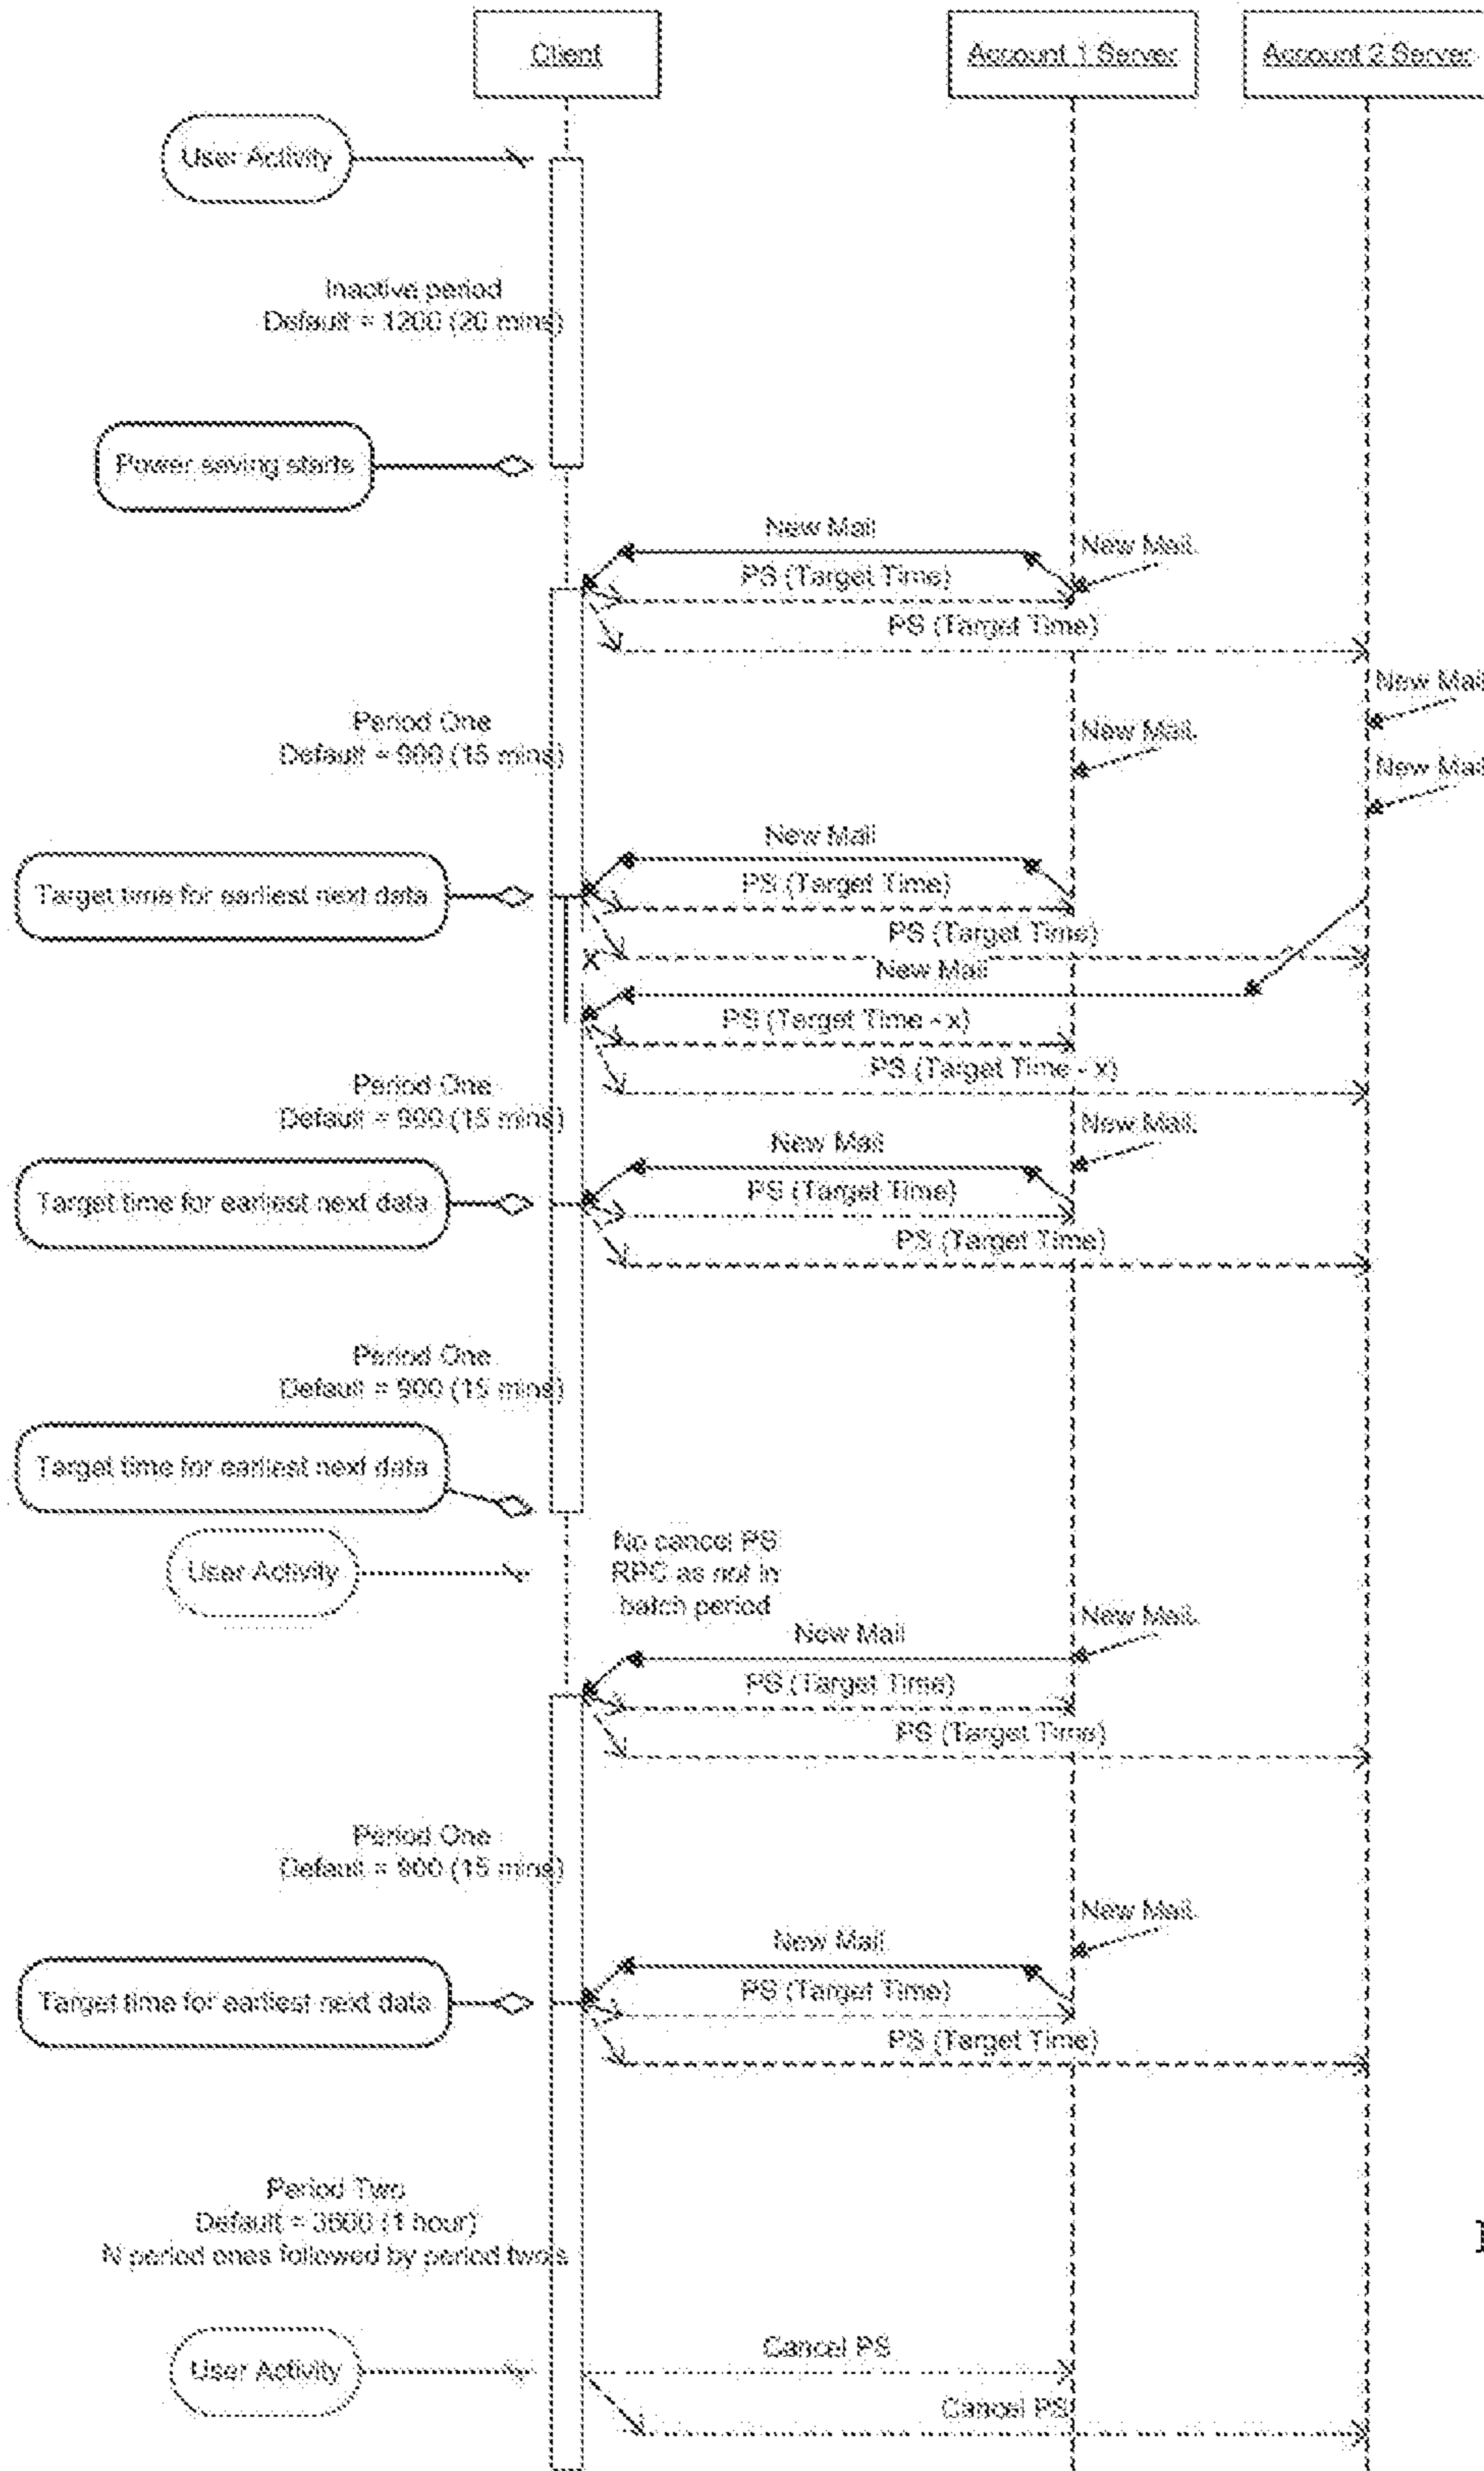 Client
Account 1 Server
Account 2 Server
User Activity
Inactive period
Default = 1200 (20 mins)
Power saving starts
New Mail
New Mail
PS (Target Time)
PS (Target Time)
New Mail
Period One
Default = 900 (15 mins)
New Mail
New Mail
New Mail
Target time for earliest next data
PS (Target Time)
PS (Target Time)
New Mail
PS (Target Time - x)
PS (Target Time - x)
Period One
Default = 900 (15 mins)
New Mail
New Mail
Target time for earliest next data
PS (Target Time)
PS (Target Time)
Period One
Default = 900 (15 mins)
Target time for earliest next data
No cancel PS
RPC as not in
batch period
User Activity
New Mail
New Mail
PS (Target Time)
PS (Target Time)
Period One
Default = 900 (15 mins)
New Mail
New Mail
Target time for earliest next data
PS (Target Time)
PS (Target Time)
Period Two
Default = 3600 (1 hour)
N period ones followed by period two's
User Activity
Cancel PS
Cancel PS